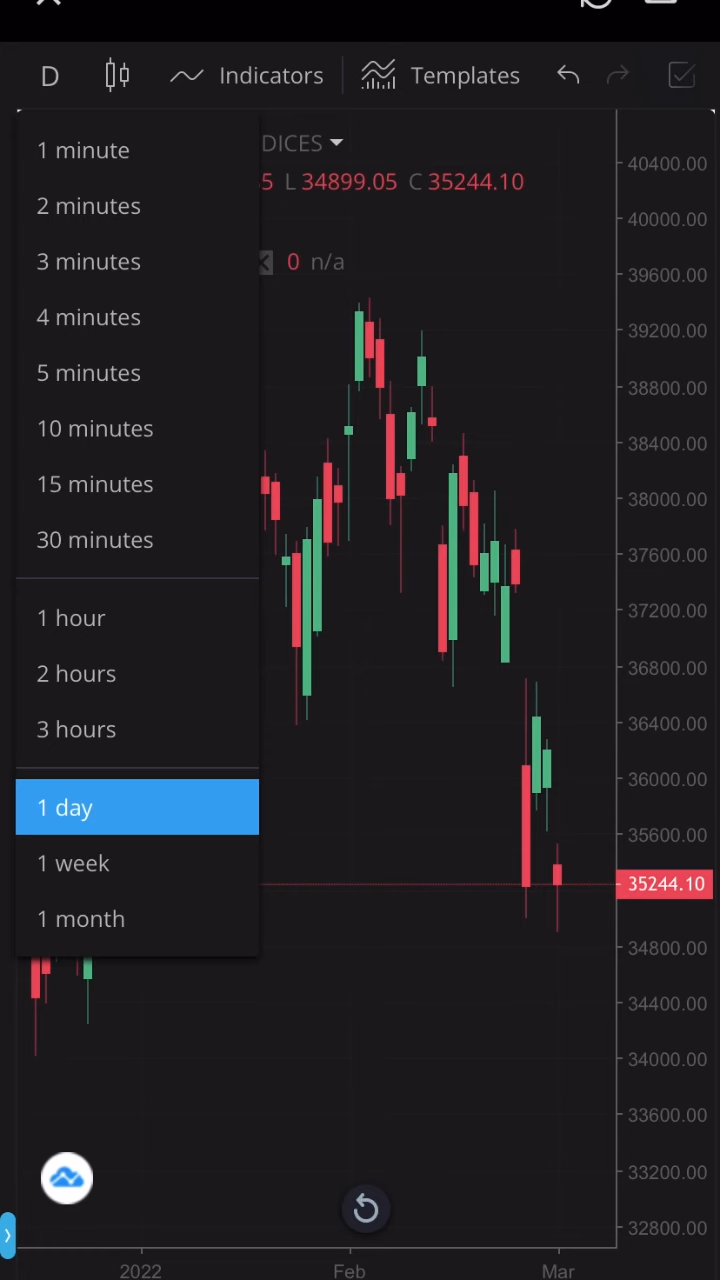 D Indicators Templates
1 minute
2 minutes
3 minutes
4 minutes
5 minutes
10 minutes
15 minutes
30 minutes
1 hour
2 hours
3 hours
1 day
1 week
1 month
DICES
5 L 34899.05 C 35244.10
0 n/a
40400.00
40000.00
39600.00
39200.00
38800.00
38400.00
38000.00
37600.00
37200.00
36800.00
36400.00
36000.00
35600.00
35244.10
34800.00
34400.00
34000.00
33600.00
33200.00
32800.00
2022 Feb Mar